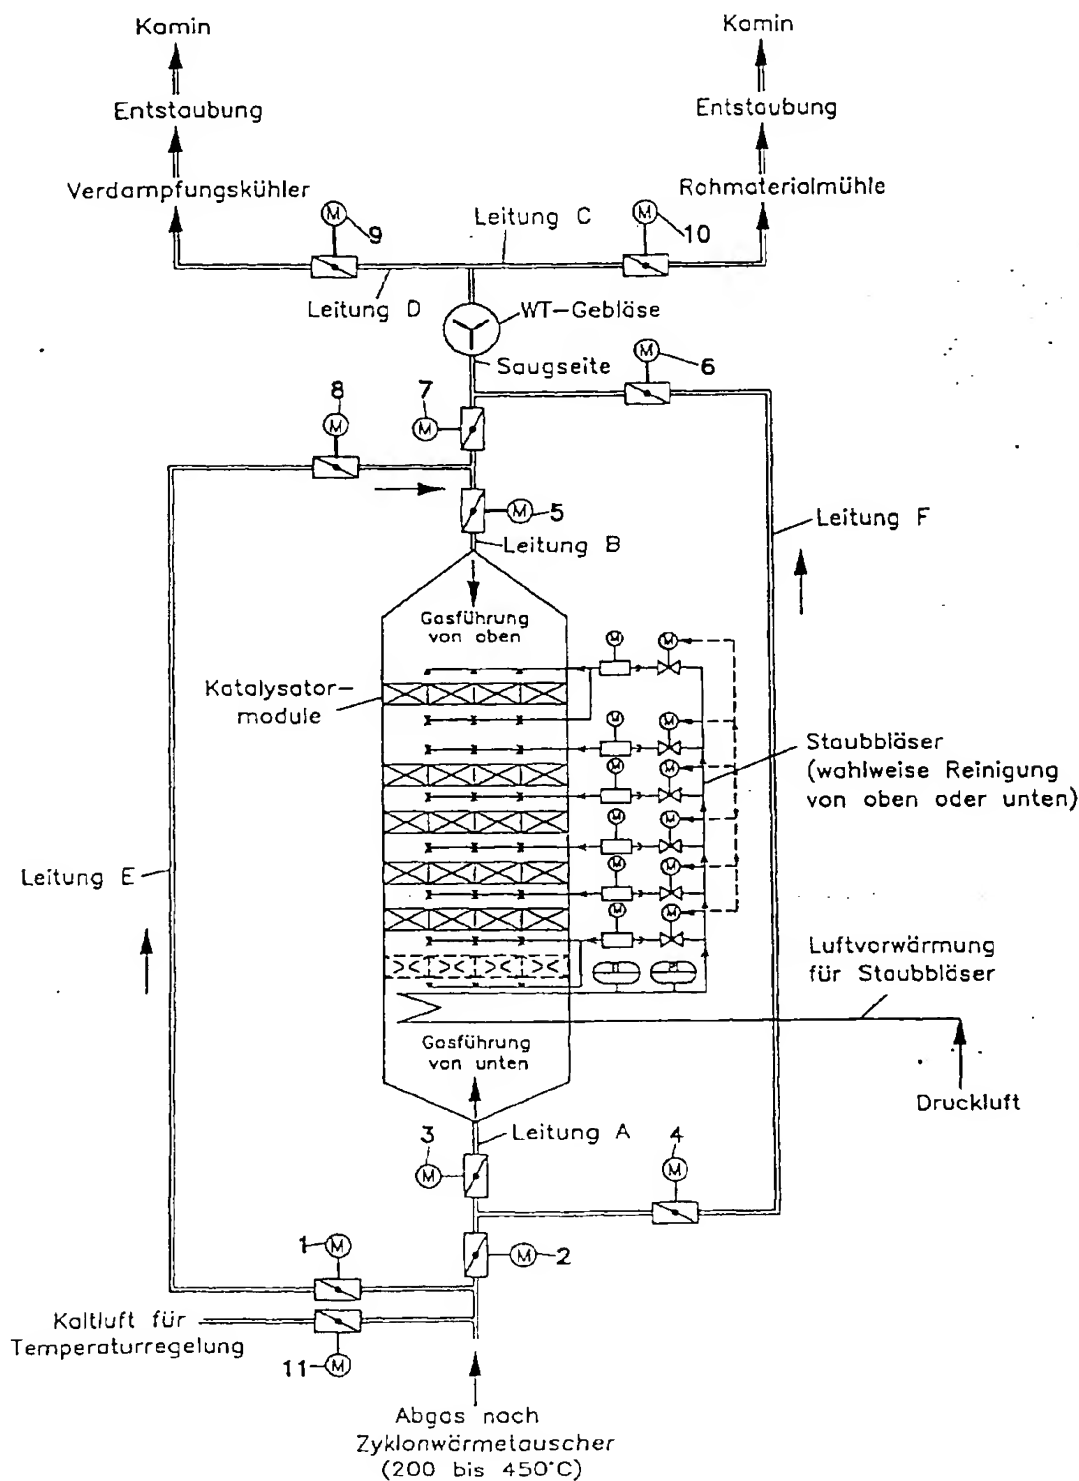 Kamin
Kamin
Entstaubung
Entstaubung
Verdampfungskühler
Rohmaterialmühle
M
9
Leitung C
M
10
Leitung D
WT-Gebläse
Saugseite
M
6
8
M
7
M
M
5
Leitung B
Leitung F
Gasführung
von oben
M
M
Katalysator-
module
M
M
Staubbläser
(wahlweise Reinigung
von oben oder unten)
M
M
M
M
Leitung E
M
M
M
M
Luftvorwärmung
für Staubbläser
Gasführung
von unten
Druckluft
Leitung A
3
M
4
M
1
M
M
2
Kaltluft für
Temperaturregelung
11
M
Abgas nach
Zyklonwärmetauscher
(200 bis 450°C)